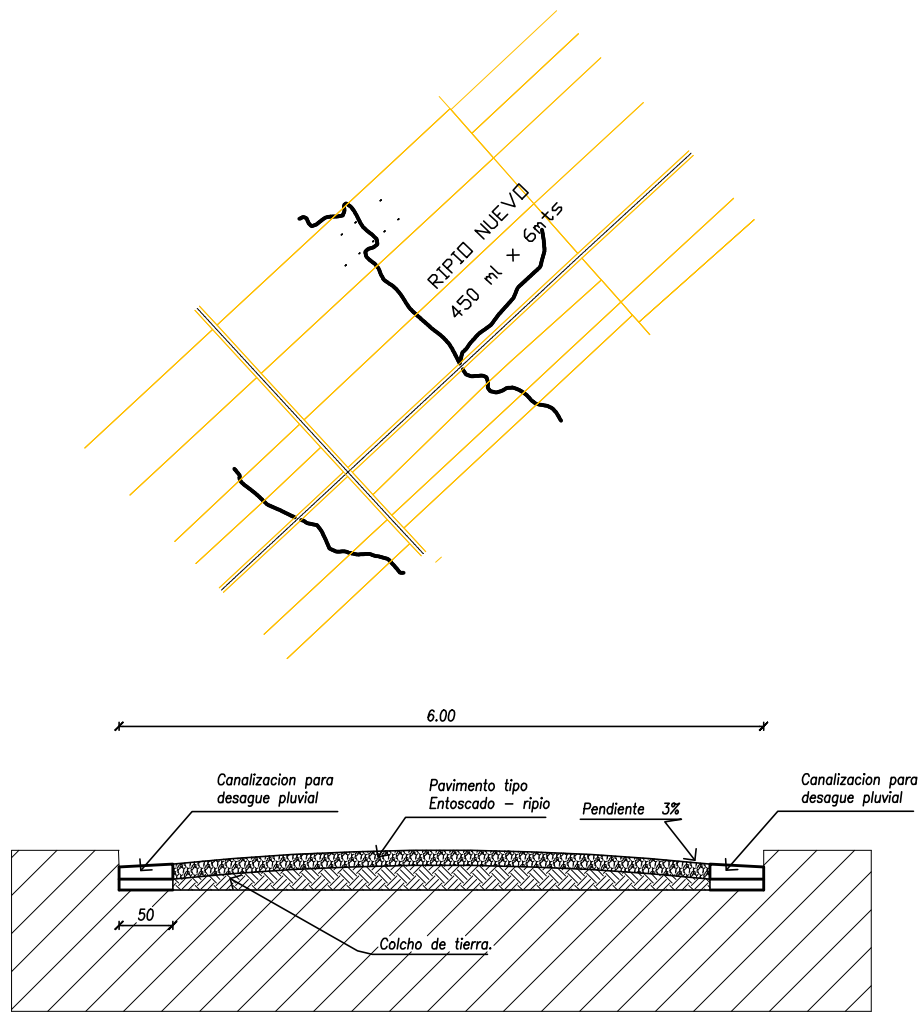 RIPIO NUEVO
450 ml x 6mts
6.00
Canalizacion para
desague pluvial
Pavimento tipo
Entoscado – ripio
Pendiente 3%
Canalizacion para
desague pluvial
50
Colcho de tierra.